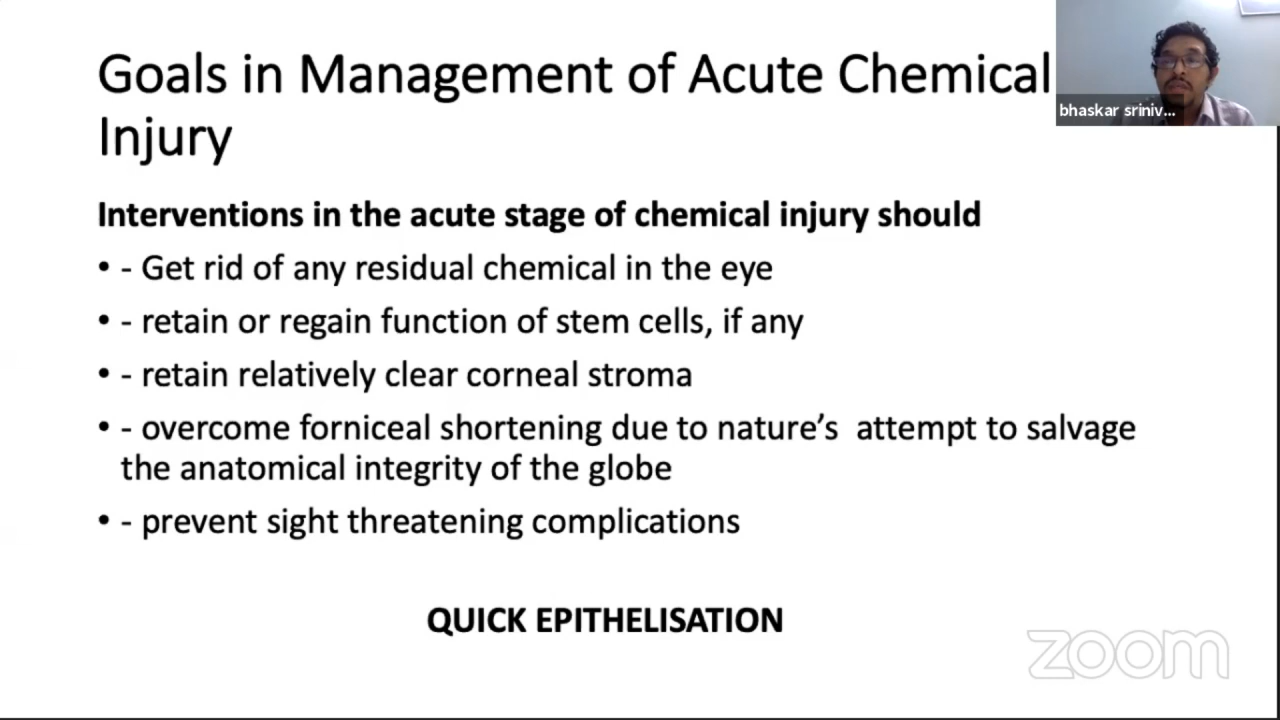 Goals in Management of Acute Chemical
Injury
bhaskar sriniv...
Interventions in the acute stage of chemical injury should
• - Get rid of any residual chemical in the eye
• - retain or regain function of stem cells, if any
• - retain relatively clear corneal stroma
• - overcome forniceal shortening due to nature’s  attempt to salvage
the anatomical integrity of the globe
• - prevent sight threatening complications
QUICK EPITHELISATION
zoom